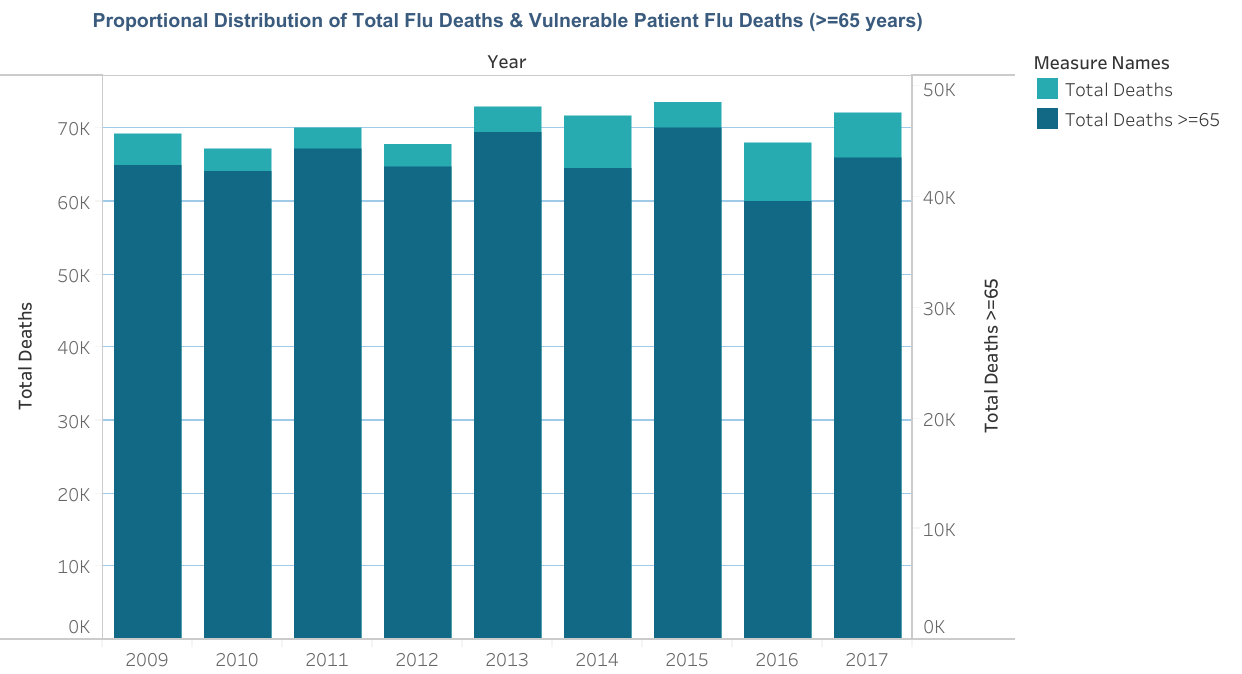 Proportional Distribution of Total Flu Deaths & Vulnerable Patient Flu Deaths (>=65 years)
Year
Measure Names
Total Deaths
Total Deaths >=65
Total Deaths
70K
60K
50K
40K
30K
20K
10K
0K
50K
40K
30K
20K
10K
0K
Total Deaths >=65
2009 2010 2011 2012 2013 2014 2015 2016 2017